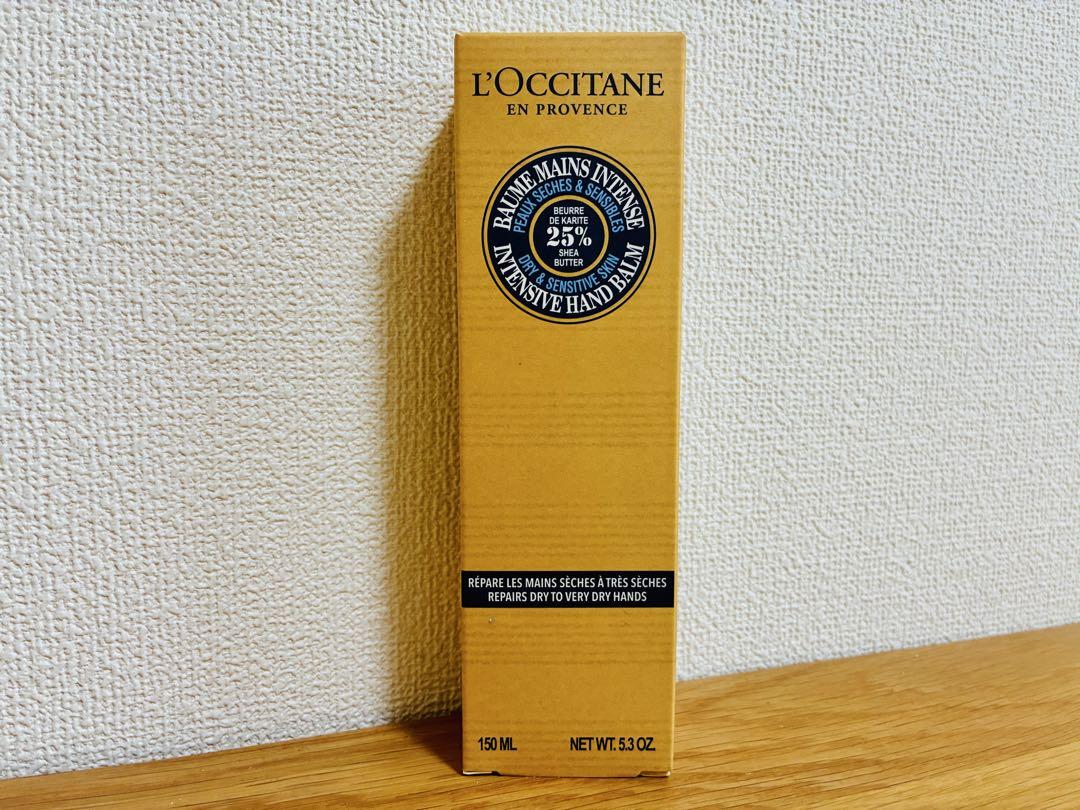 L'OCCITANE
EN PROVENCE
BAUME MAINS INTENSE
PEAUX SÈCHES & SENSIBLES
BEURRE
DE KARITE
25%
SHEA
BUTTER
DRY & SENSITIVE SKIN
INTENSIVE HAND BALM
RÉPARE LES MAINS SÈCHES À TRÈS SÈCHES
REPAIRS DRY TO VERY DRY HANDS
150 ML NET WT. 5.3 OZ.